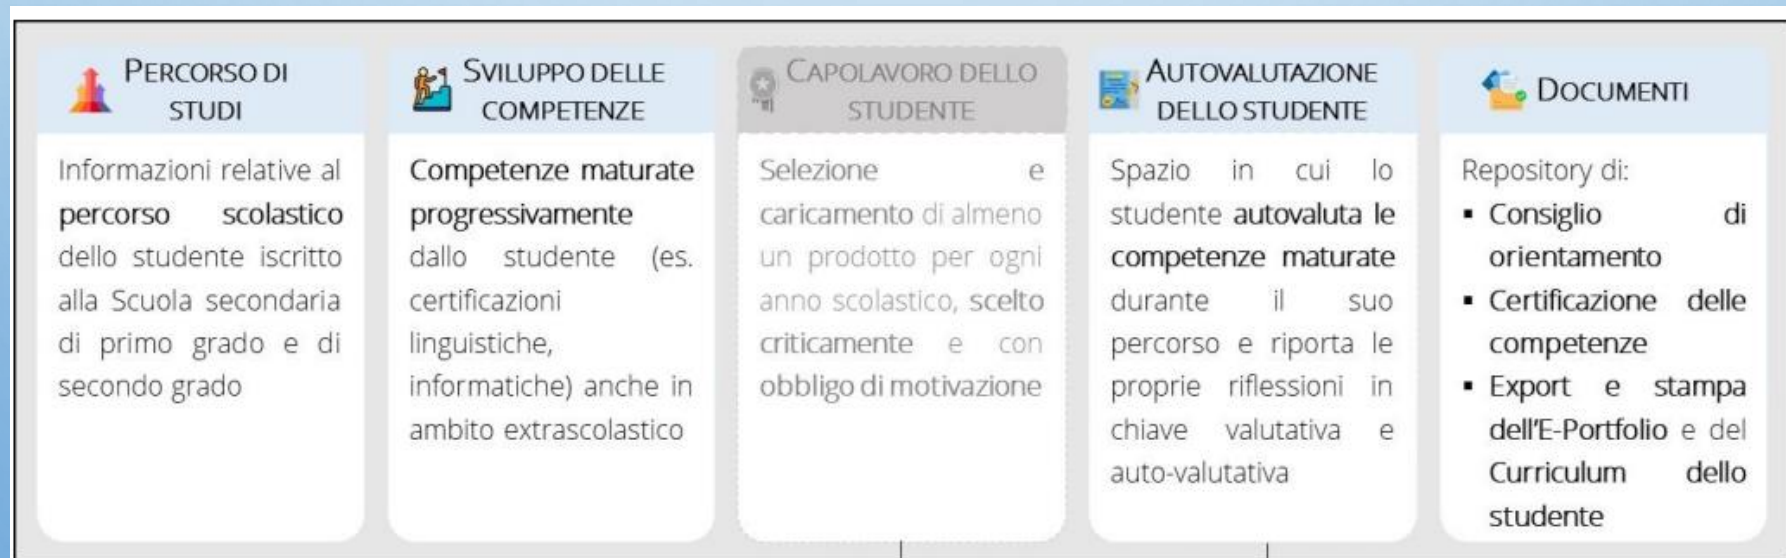 PERCORSO DI
STUDI
Informazioni relative al
percorso scolastico
dello studente iscritto
alla Scuola secondaria
di primo grado e di
secondo grado
SVILUPPO DELLE
COMPETENZE
Competenze maturate
progressivamente
dallo studente (es.
certificazioni
linguistiche,
informatiche) anche in
ambito extrascolastico
CAPOLAVORO DELLO
STUDENTE
Selezione e
caricamento di almeno
un prodotto per ogni
anno scolastico, scelto
criticamente e con
obbligo di motivazione
AUTOVALUTAZIONE
DELLO STUDENTE
Spazio in cui lo
studente autovaluta le
competenze maturate
durante il suo
percorso e riporta le
proprie riflessioni in
chiave valutativa e
auto-valutativa
DOCUMENTI
Repository di:
▪ Consiglio di
orientamento
▪ Certificazione delle
competenze
▪ Export e stampa
dell'E-Portfolio e del
Curriculum dello
studente